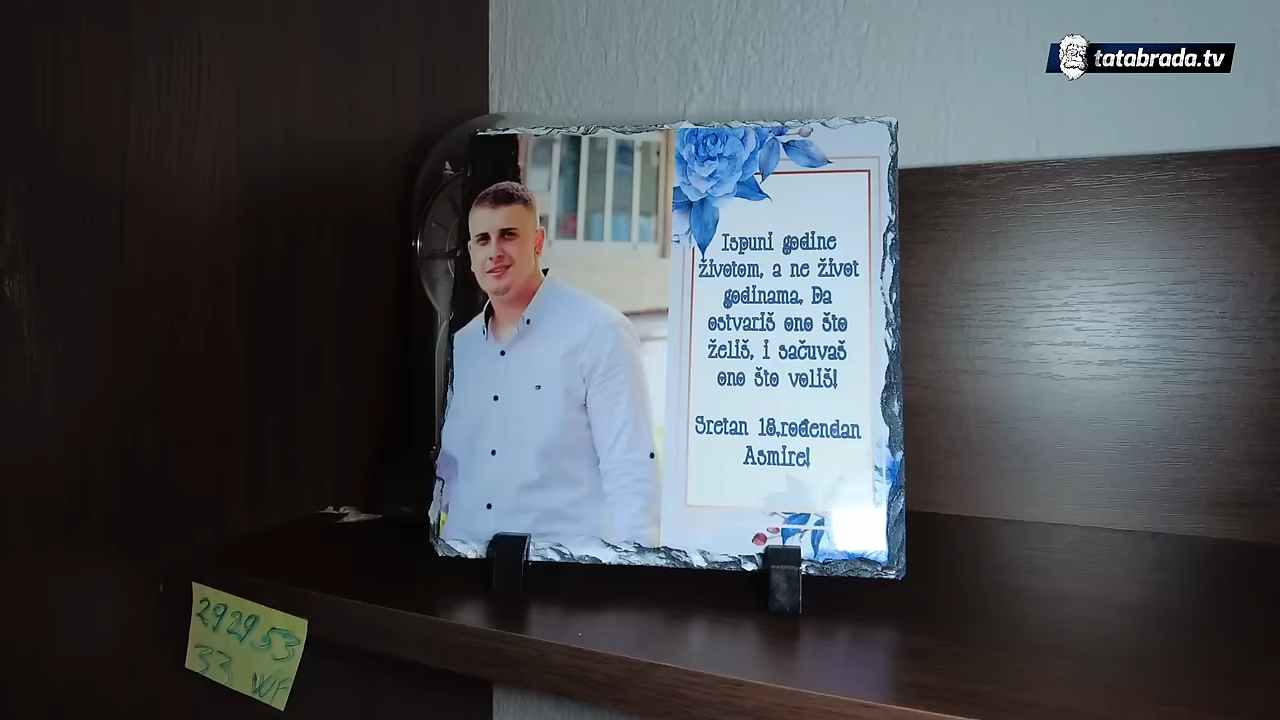 tatabrada.tv
Ispuni godine
životom, a ne život
godinama. Da
ostvariš ono što
želiš, i sačuvaš
ono što voliš!
Sretan 18.rođendan
Asmire!
292953
33 WF